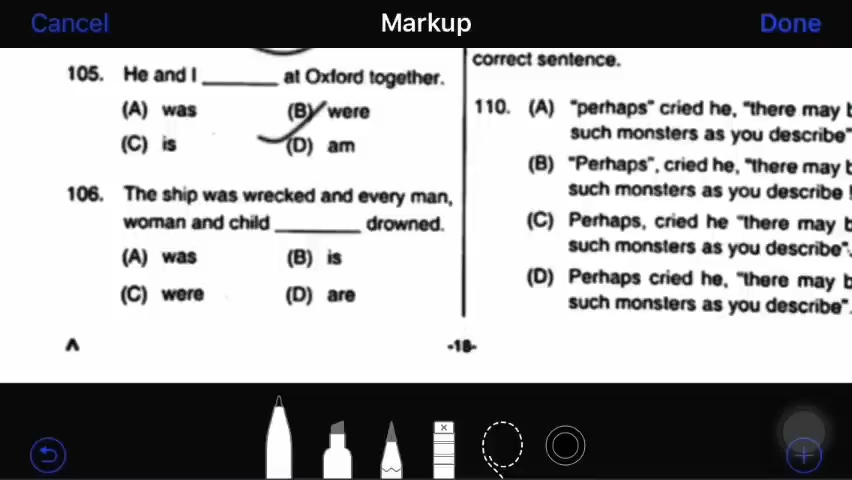 Cancel
Markup
Done
105. He and I ________ at Oxford together.
(A) was (B) were
(C) is (D) am
106. The ship was wrecked and every man,
woman and child ________ drowned.
(A) was (B) is
(C) were (D) are
A
-18-
correct sentence.
110. (A) "perhaps" cried he, "there may
such monsters as you describe"
(B) "Perhaps", cried he, "there may
such monsters as you describe !
(C) Perhaps, cried he "there may
such monsters as you describe".
(D) Perhaps cried he, "there may
such monsters as you describe".